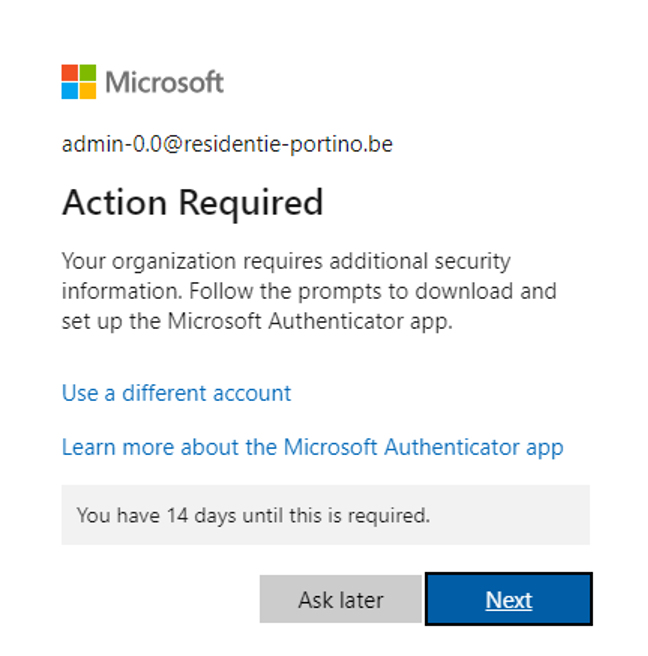 Microsoft
admin-0.0@residentie-portino.be
Action Required
Your organization requires additional security
information. Follow the prompts to download and
set up the Microsoft Authenticator app.
Use a different account
Learn more about the Microsoft Authenticator app
You have 14 days until this is required.
Ask later
Next